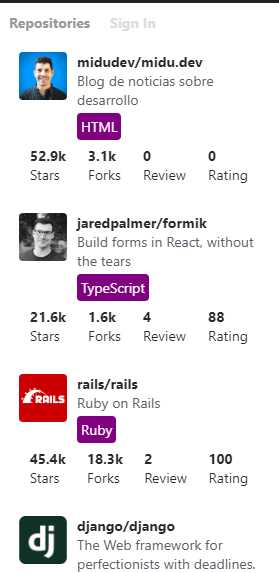 Repositories Sign In
midudev/midu.dev
Blog de noticias sobre
desarrollo
HTML
52.9k 3.1k 0 0
Stars Forks Review Rating
jaredpalmer/formik
Build forms in React, without
the tears
TypeScript
21.6k 1.6k 4 88
Stars Forks Review Rating
RAILS
rails/rails
Ruby on Rails
Ruby
45.4k 18.3k 2 100
Stars Forks Review Rating
dj
django/django
The Web framework for
perfectionists with deadlines.